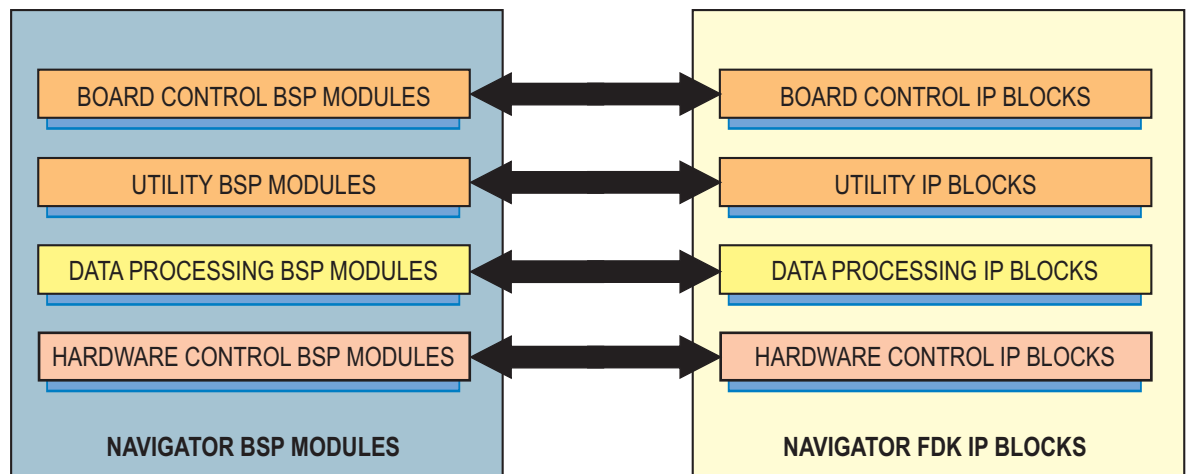 BOARD CONTROL BSP MODULES
BOARD CONTROL IP BLOCKS
UTILITY BSP MODULES
UTILITY IP BLOCKS
DATA PROCESSING BSP MODULES
DATA PROCESSING IP BLOCKS
HARDWARE CONTROL BSP MODULES
HARDWARE CONTROL IP BLOCKS
NAVIGATOR BSP MODULES
NAVIGATOR FDK IP BLOCKS